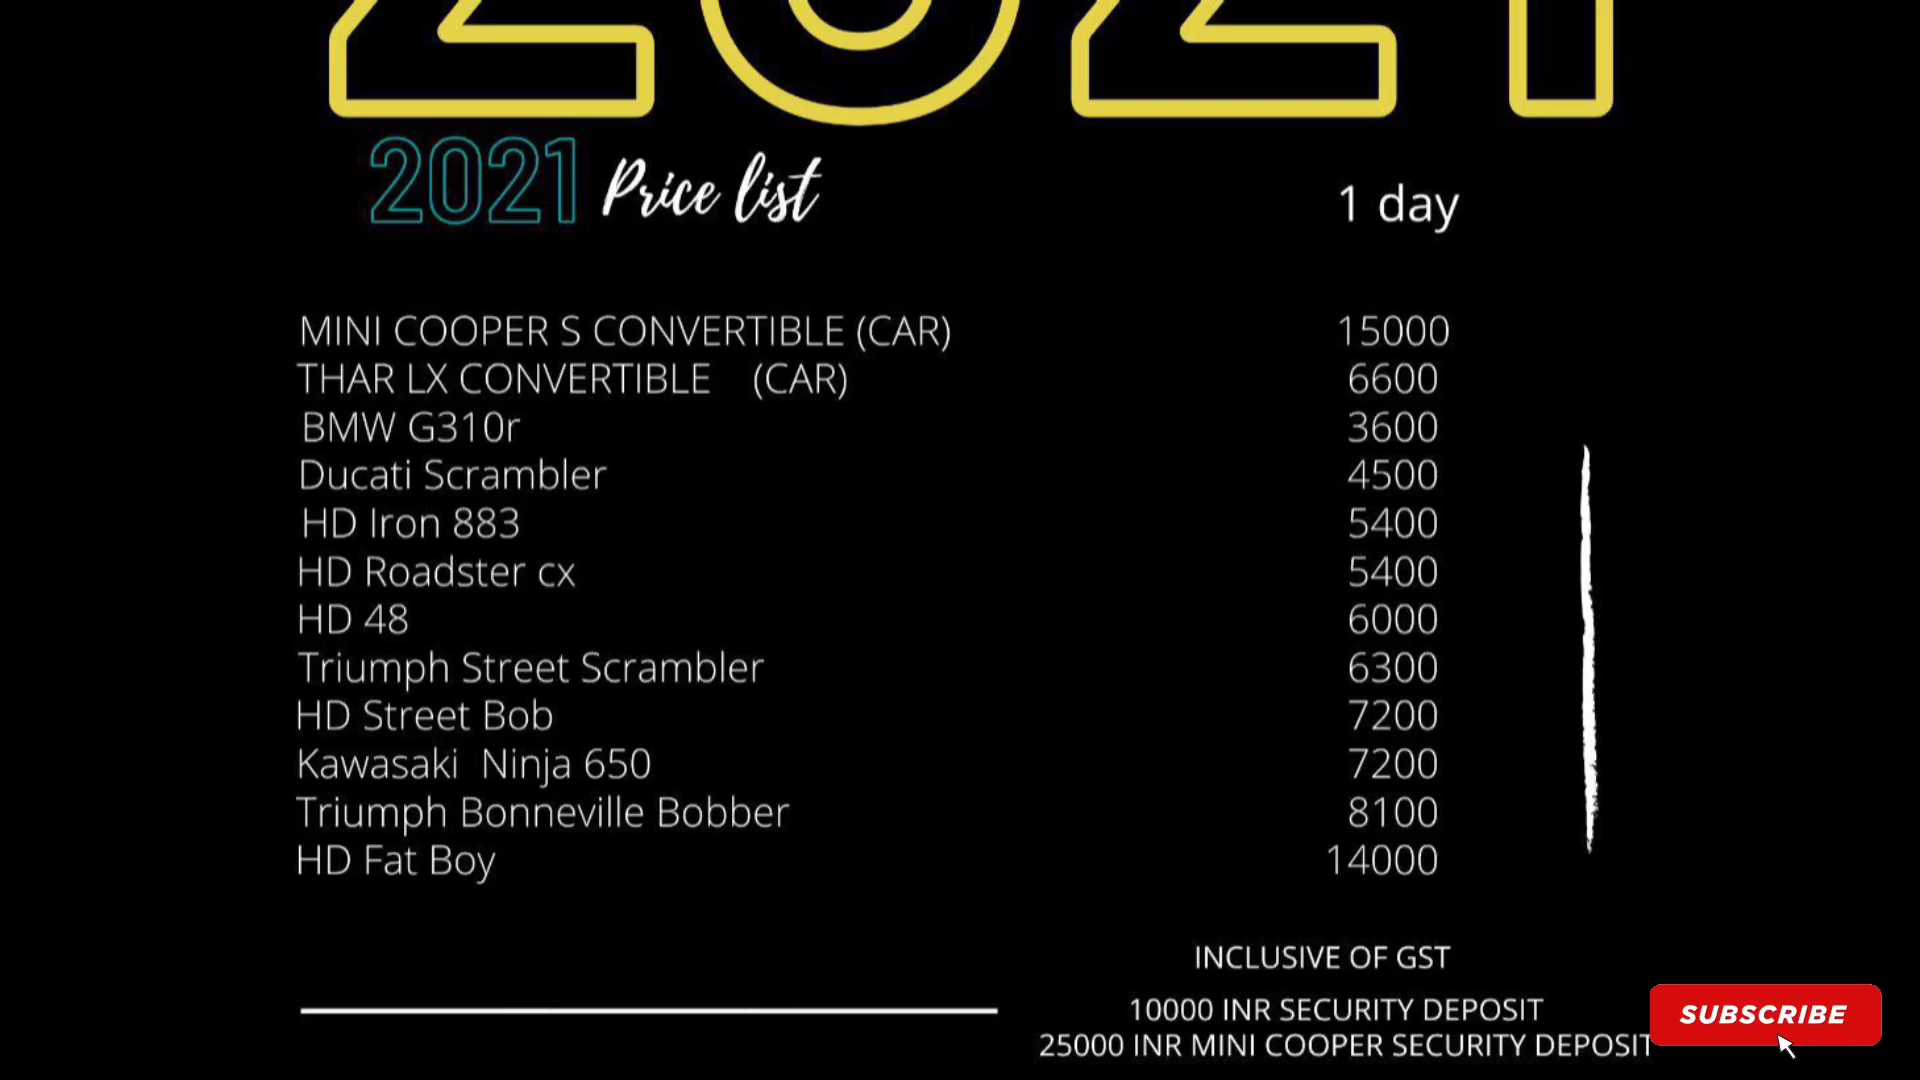 2021
2021 Price list
1 day
MINI COOPER S CONVERTIBLE (CAR) 15000
THAR LX CONVERTIBLE (CAR) 6600
BMW G310r 3600
Ducati Scrambler 4500
HD Iron 883 5400
HD Roadster cx 5400
HD 48 6000
Triumph Street Scrambler 6300
HD Street Bob 7200
Kawasaki Ninja 650 7200
Triumph Bonneville Bobber 8100
HD Fat Boy 14000
INCLUSIVE OF GST
10000 INR SECURITY DEPOSIT
25000 INR MINI COOPER SECURITY DEPOSIT
SUBSCRIBE